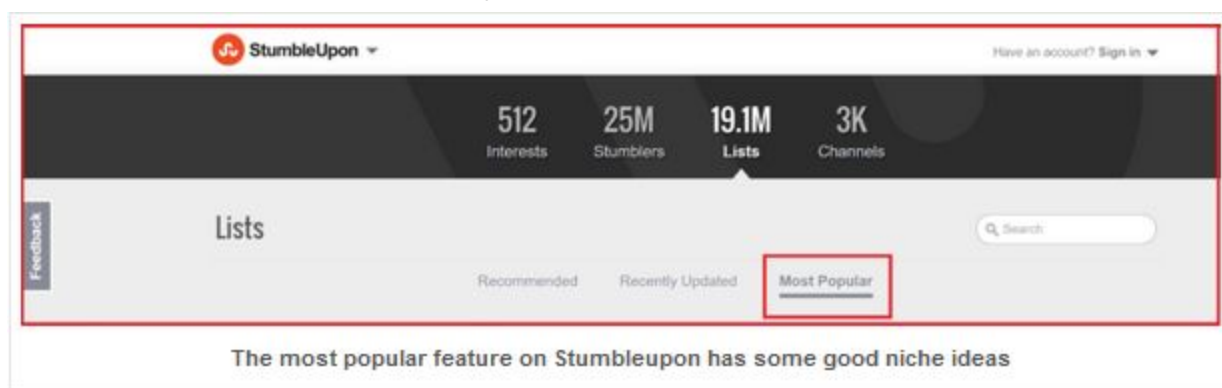 StumbleUpon
Have an account? Sign in
512 25M 19.1M 3K
Interests Stumblers Lists Channels
Feedback
Lists
Search
Recommended Recently Updated Most Popular
The most popular feature on Stumbleupon has some good niche ideas